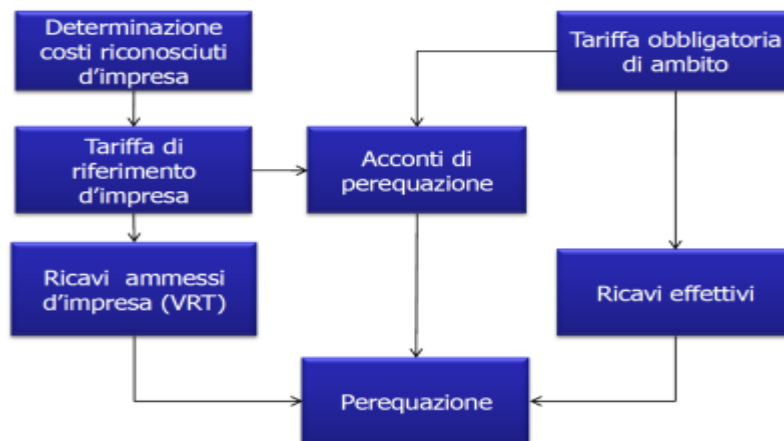 Determinazione
costi riconosciuti
d'impresa
Tariffa obbligatoria
di ambito
Tariffa di
riferimento
d'impresa
Acconti di
perequazione
Ricavi ammessi
d'impresa (VRT)
Ricavi effettivi
Perequazione